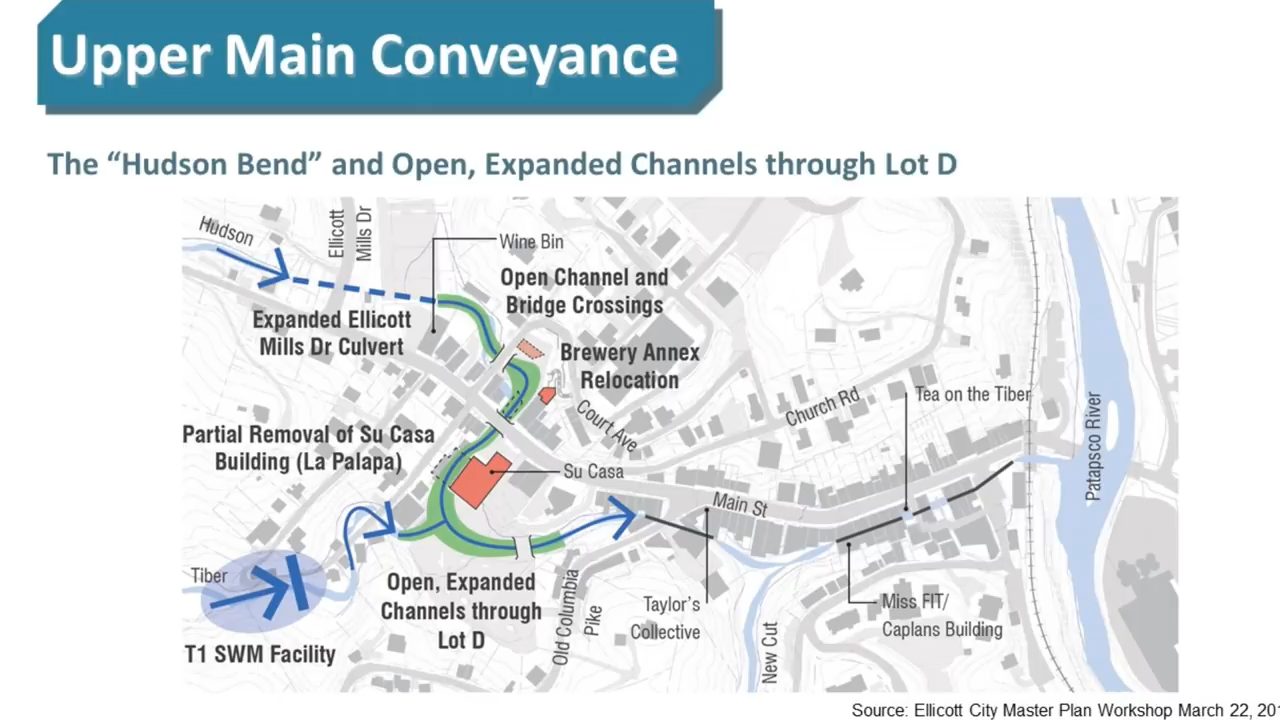 Upper Main Conveyance
The “Hudson Bend” and Open, Expanded Channels through Lot D
Hudson
Ellicott
Mills Dr
Wine Bin
Open Channel and
Bridge Crossings
Expanded Ellicott
Mills Dr Culvert
Brewery Annex
Relocation
Court Ave
Church Rd
Tea on the Tiber
Patapsco River
Partial Removal of Su Casa
Building (La Palapa)
Su Casa
Main St
Tiber
Open, Expanded
Channels through
Lot D
Old Columbia
Pike
Taylor's
Collective
New Cut
Miss FIT/
Caplans Building
T1 SWM Facility
Source: Ellicott City Master Plan Workshop March 22, 201